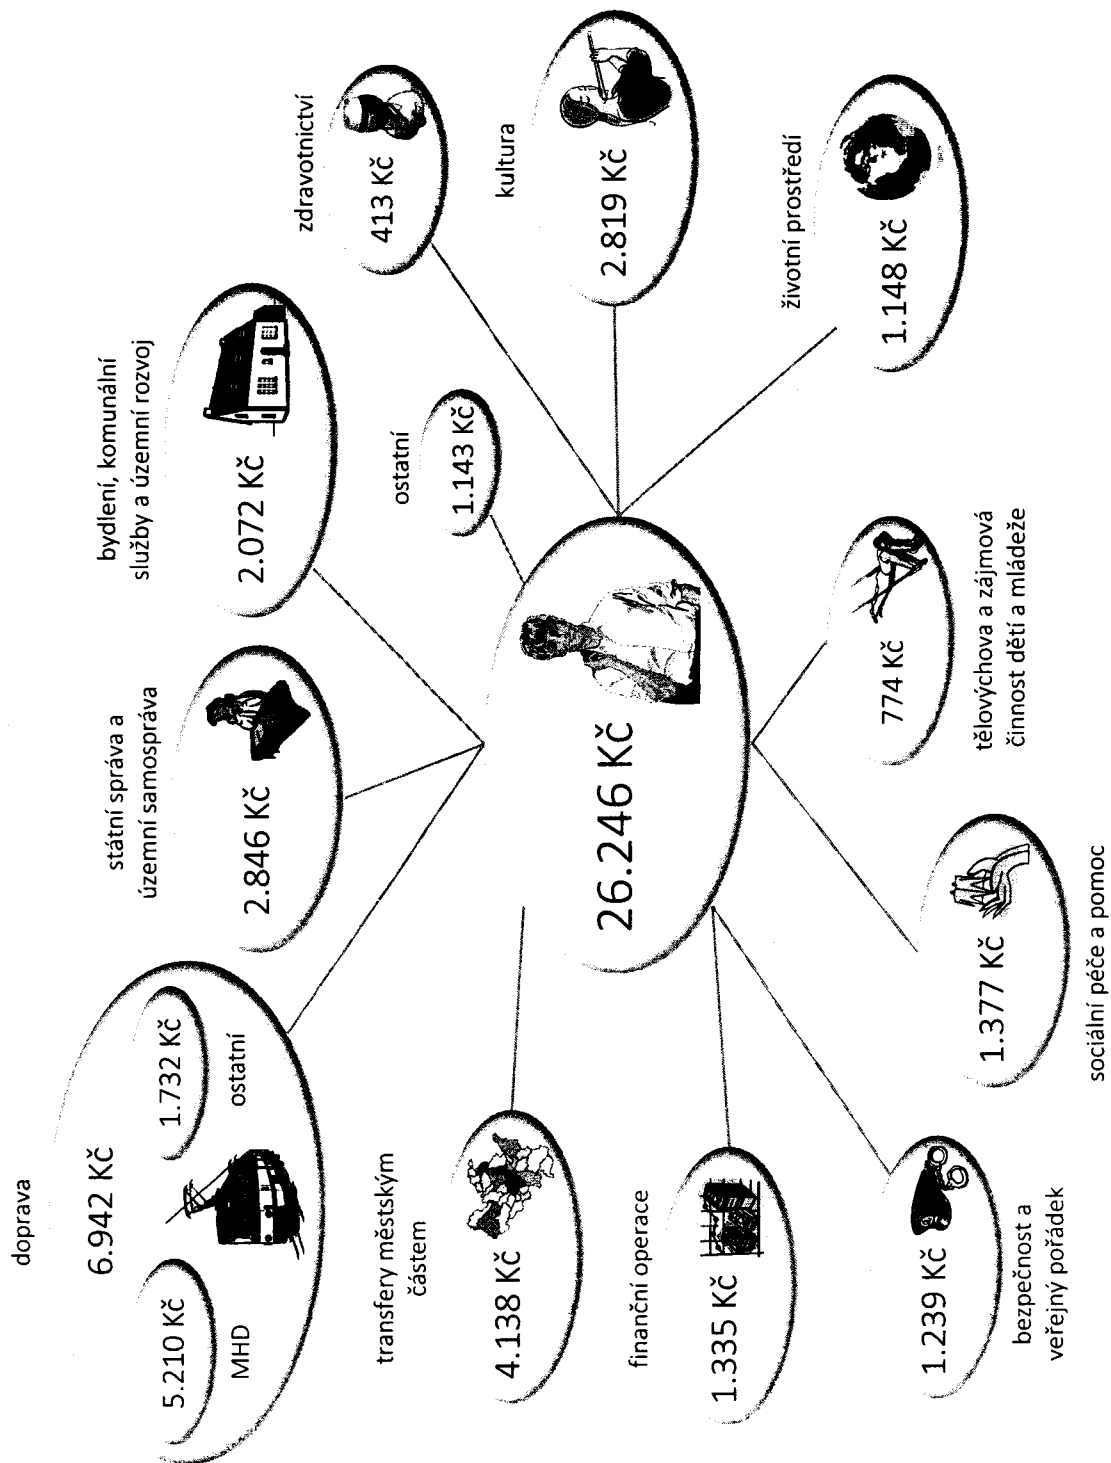 doprava
6.942 Kč
5.210 Kč
MHD
1.732 Kč
ostatní
státní správa a
územní samospráva
2.846 Kč
bydlení, komunální
služby a územní rozvoj
2.072 Kč
zdravotnictví
413 Kč
ostatní
1.143 Kč
kultura
2.819 Kč
transfery městským
částem
4.138 Kč
26.246 Kč
finanční operace
1.335 Kč
životní prostředí
1.148 Kč
1.239 Kč
bezpečnost a
veřejný pořádek
1.377 Kč
sociální péče a pomoc
774 Kč
tělovýchova a zájmová
činnost dětí a mládeže